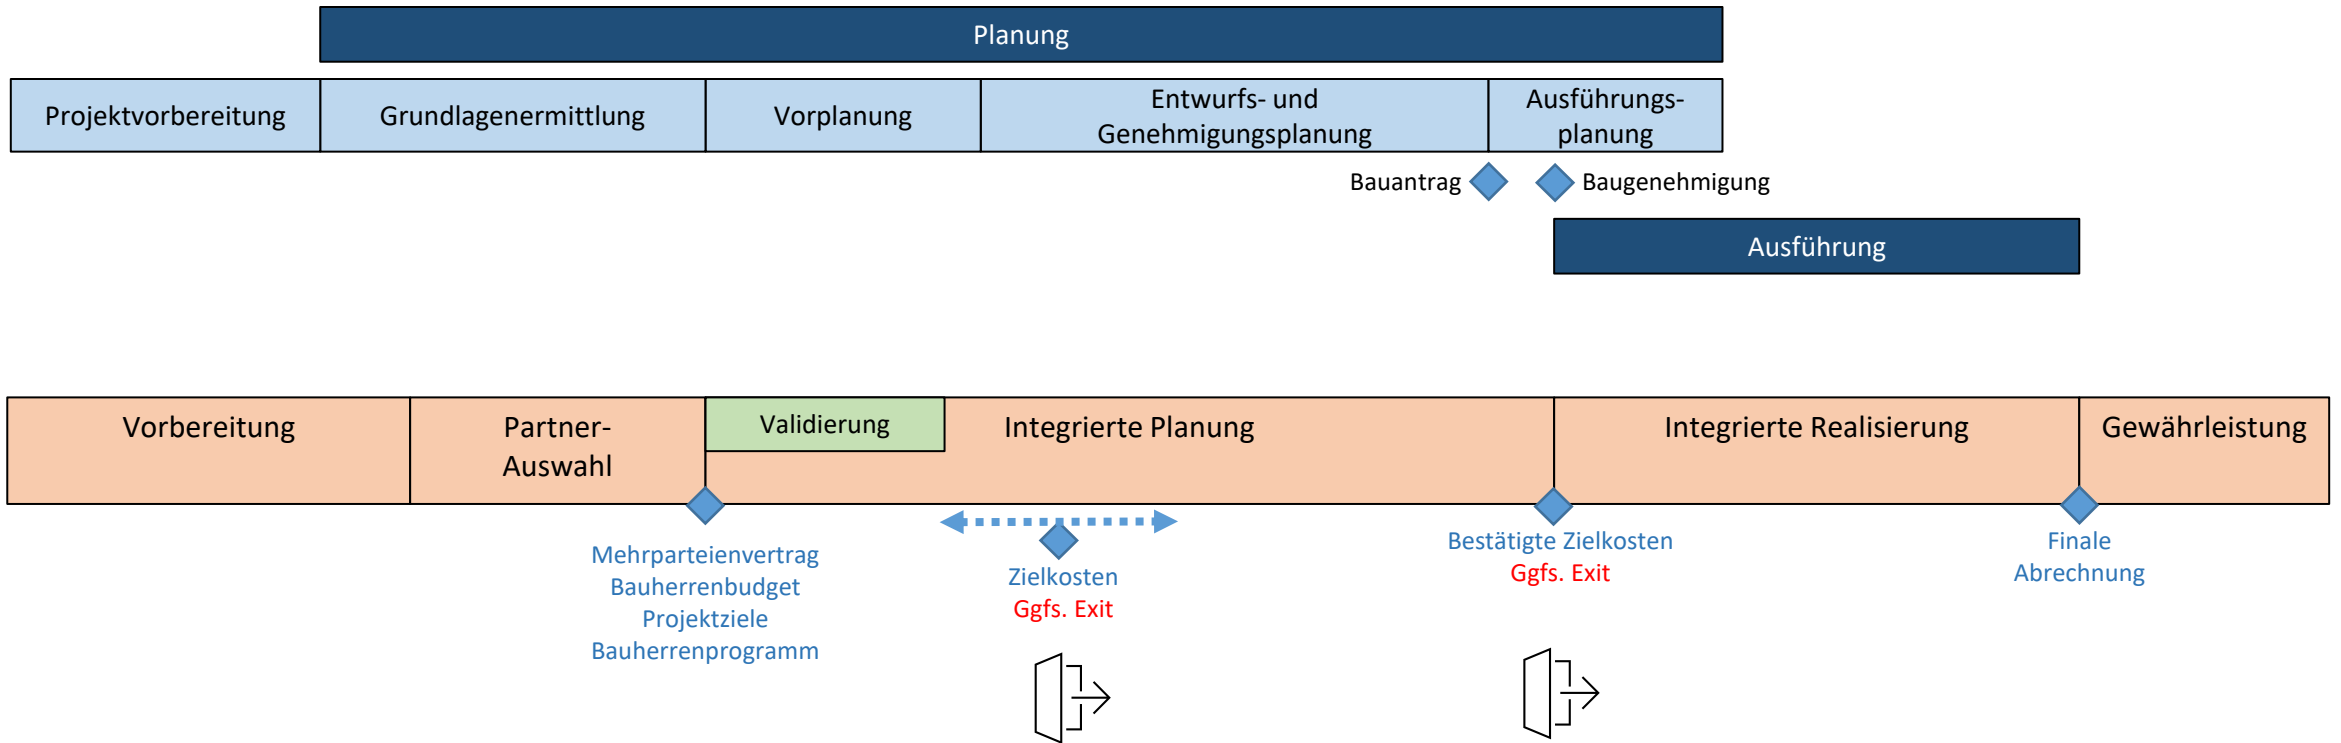 Planung
Projektvorbereitung
Grundlagenermittlung
Vorplanung
Entwurfs- und
Genehmigungsplanung
Ausführungs-
planung
Bauantrag
Baugenehmigung
Ausführung
Vorbereitung
Partner-
Auswahl
Validierung
Integrierte Planung
Integrierte Realisierung
Gewährleistung
Mehrparteienvertrag
Bauherrenbudget
Projektziele
Bauherrenprogramm
Zielkosten
Ggfs. Exit
Bestätigte Zielkosten
Ggfs. Exit
Finale
Abrechnung